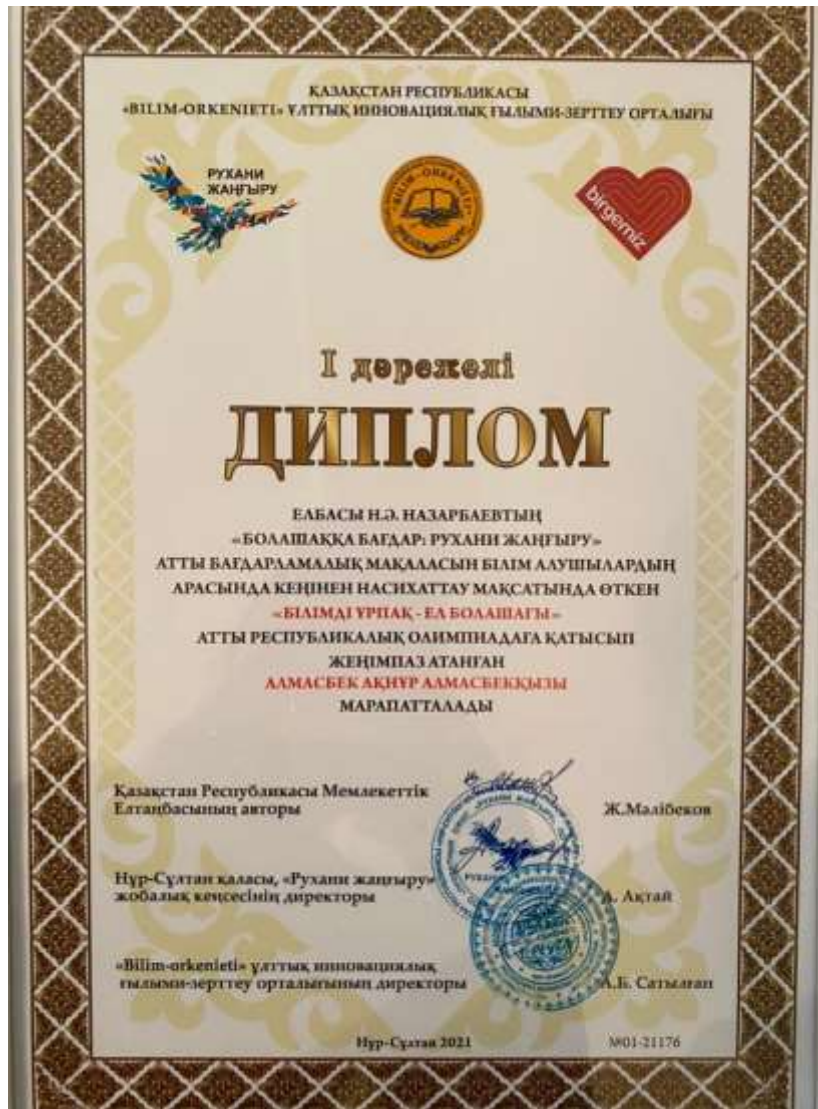 ҚАЗАҚСТАН РЕСПУБЛИКАСЫ
«BILIM-ORKENIETI» ҰЛТТЫҚ ИННОВАЦИЯЛЫҚ ҒЫЛЫМИ-ЗЕРТТЕУ ОРТАЛЫҒЫ
РУХАНИ
ЖАҢҒЫРУ
BILIM-ORKENIETI
birgemiz
I дәрежелі
ДИПЛОМ
ЕЛБАСЫ Н.Ә. НАЗАРБАЕВТЫҢ
«БОЛАШАҚҚА БАҒДАР: РУХАНИ ЖАҢҒЫРУ»
АТТЫ БАҒДАРЛАМАЛЫҚ МАҚАЛАСЫН БІЛІМ АЛУШЫЛАРДЫҢ
АРАСЫНДА КЕҢІНЕН НАСИХАТТАУ МАҚСАТЫНДА ӨТКЕН
«БІЛІМДІ ҰРПАҚ - ЕЛ БОЛАШАҒЫ»
АТТЫ РЕСПУБЛИКАЛЫҚ ОЛИМПИАДАҒА ҚАТЫСЫП
ЖЕҢІМПАЗ АТАНҒАН
АЛМАСБЕК АҚНҰР АЛМАСБЕКҚЫЗЫ
МАРАПАТТАЛАДЫ
Қазақстан Республикасы Мемлекеттік
Елтаңбасының авторы
Ж.Мәлібеков
Нұр-Сұлтан қаласы, «Рухани жаңғыру»
жобалық кеңсесінің директоры
Ақтай
«Bilim-orkenieti» ұлттық инновациялық
ғылыми-зерттеу орталығының директоры
А.Б. Сатылған
Нұр-Сұлтан 2021
№01-21176